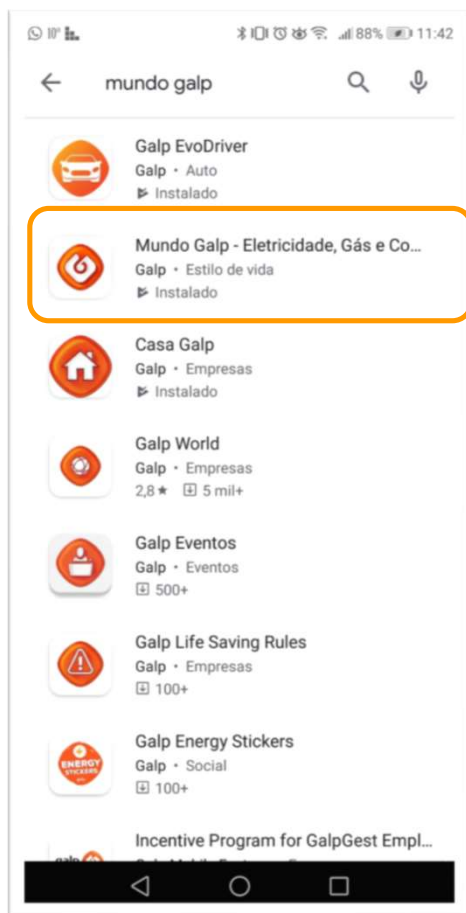 10° 88% 11:42
mundo galp
Galp EvoDriver
Galp • Auto
Instalado
Mundo Galp - Eletricidade, Gás e Co...
Galp • Estilo de vida
Instalado
Casa Galp
Galp • Empresas
Instalado
Galp World
Galp • Empresas
2,8★ 5 mil+
Galp Eventos
Galp • Eventos
500+
Galp Life Saving Rules
Galp • Empresas
100+
ENERGY
STICKERS
Galp Energy Stickers
Galp • Social
100+
Incentive Program for GalpGest Empl...
galp